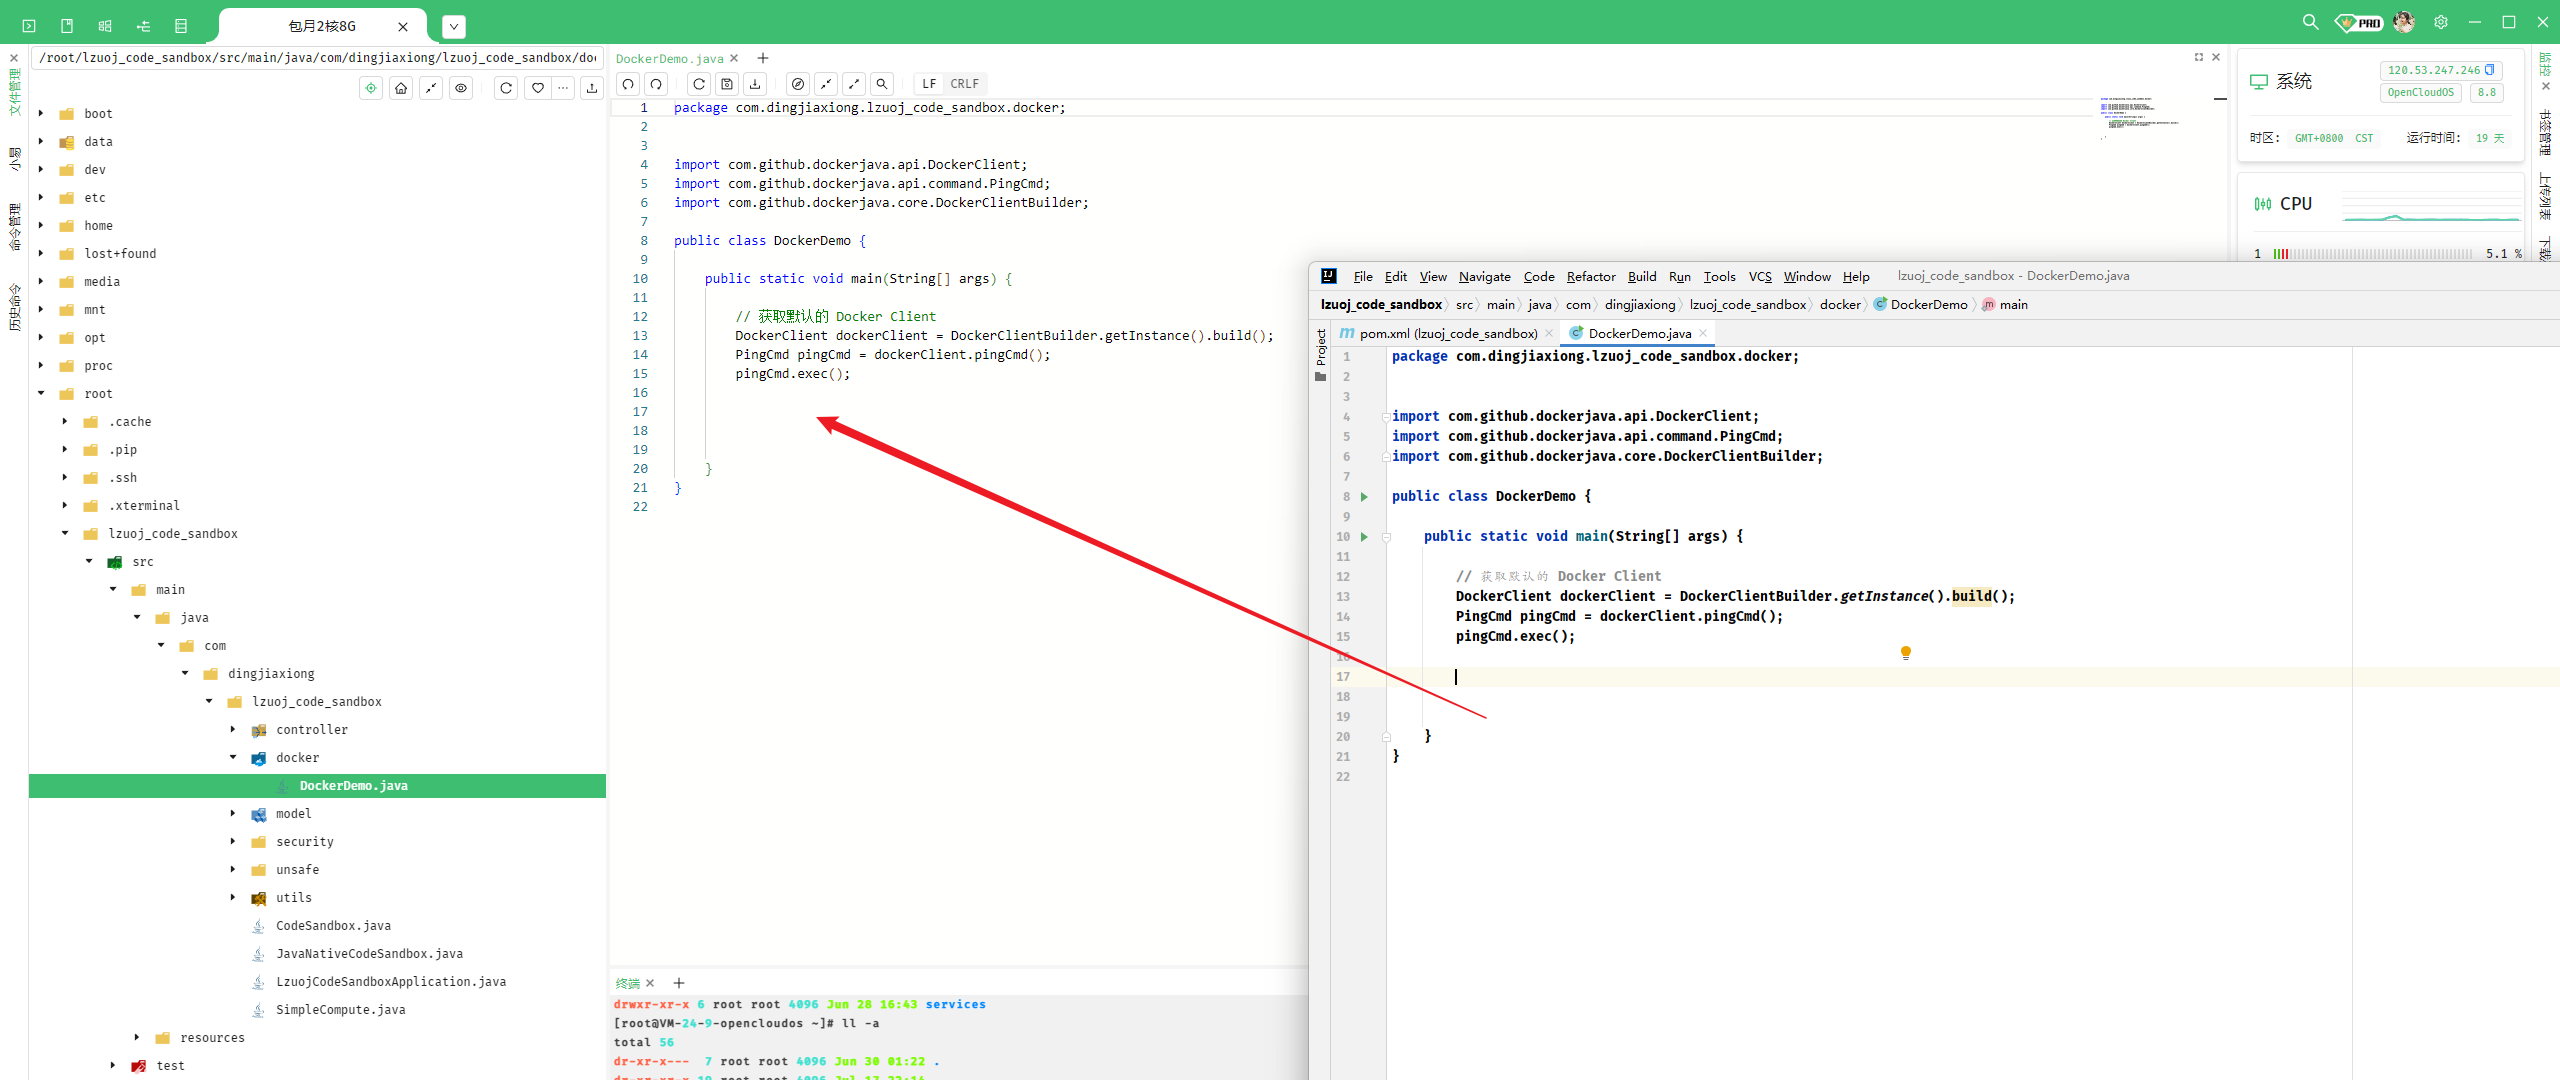 包月2核8G
PRO
/root/lzuoj_code_sandbox/src/main/java/com/dingjiaxiong/lzuoj_code_sandbox/doc
文件管理
小易
命令管理
历史命令
boot
data
dev
etc
home
lost+found
media
mnt
opt
proc
root
.cache
.pip
.ssh
.xterminal
lzuoj_code_sandbox
src
main
java
com
dingjiaxiong
lzuoj_code_sandbox
controller
docker
DockerDemo.java
model
security
unsafe
utils
CodeSandbox.java
JavaNativeCodeSandbox.java
LzuojCodeSandboxApplication.java
SimpleCompute.java
resources
test
DockerDemo.java
LF CRLF
1 package com.dingjiaxiong.lzuoj_code_sandbox.docker;
2
3
4 import com.github.dockerjava.api.DockerClient;
5 import com.github.dockerjava.api.command.PingCmd;
6 import com.github.dockerjava.core.DockerClientBuilder;
7
8 public class DockerDemo {
9
10 public static void main(String[] args) {
11
12 // 获取默认的 Docker Client
13 DockerClient dockerClient = DockerClientBuilder.getInstance().build();
14 PingCmd pingCmd = dockerClient.pingCmd();
15 pingCmd.exec();
16
17
18
19
20 }
21 }
22
终端
drwxr-xr-x 6 root root 4096 Jun 28 16:43 services
[root@VM-24-9-opencloudos ~]# ll -a
total 56
dr-xr-x--- 7 root root 4096 Jun 30 01:22 .
系统
120.53.247.246
OpenCloudOS 8.8
时区: GMT+0800 CST 运行时间: 19 天
CPU
1 5.1 %
监控
书签管理
上传列表
下载
File Edit View Navigate Code Refactor Build Run Tools VCS Window Help lzuoj_code_sandbox - DockerDemo.java
lzuoj_code_sandbox src main java com dingjiaxiong lzuoj_code_sandbox docker DockerDemo main
Project
pom.xml (lzuoj_code_sandbox) DockerDemo.java
1 package com.dingjiaxiong.lzuoj_code_sandbox.docker;
2
3
4 import com.github.dockerjava.api.DockerClient;
5 import com.github.dockerjava.api.command.PingCmd;
6 import com.github.dockerjava.core.DockerClientBuilder;
7
8 public class DockerDemo {
9
10 public static void main(String[] args) {
11
12 // 获取默认的 Docker Client
13 DockerClient dockerClient = DockerClientBuilder.getInstance().build();
14 PingCmd pingCmd = dockerClient.pingCmd();
15 pingCmd.exec();
16
17
18
19
20 }
21 }
22